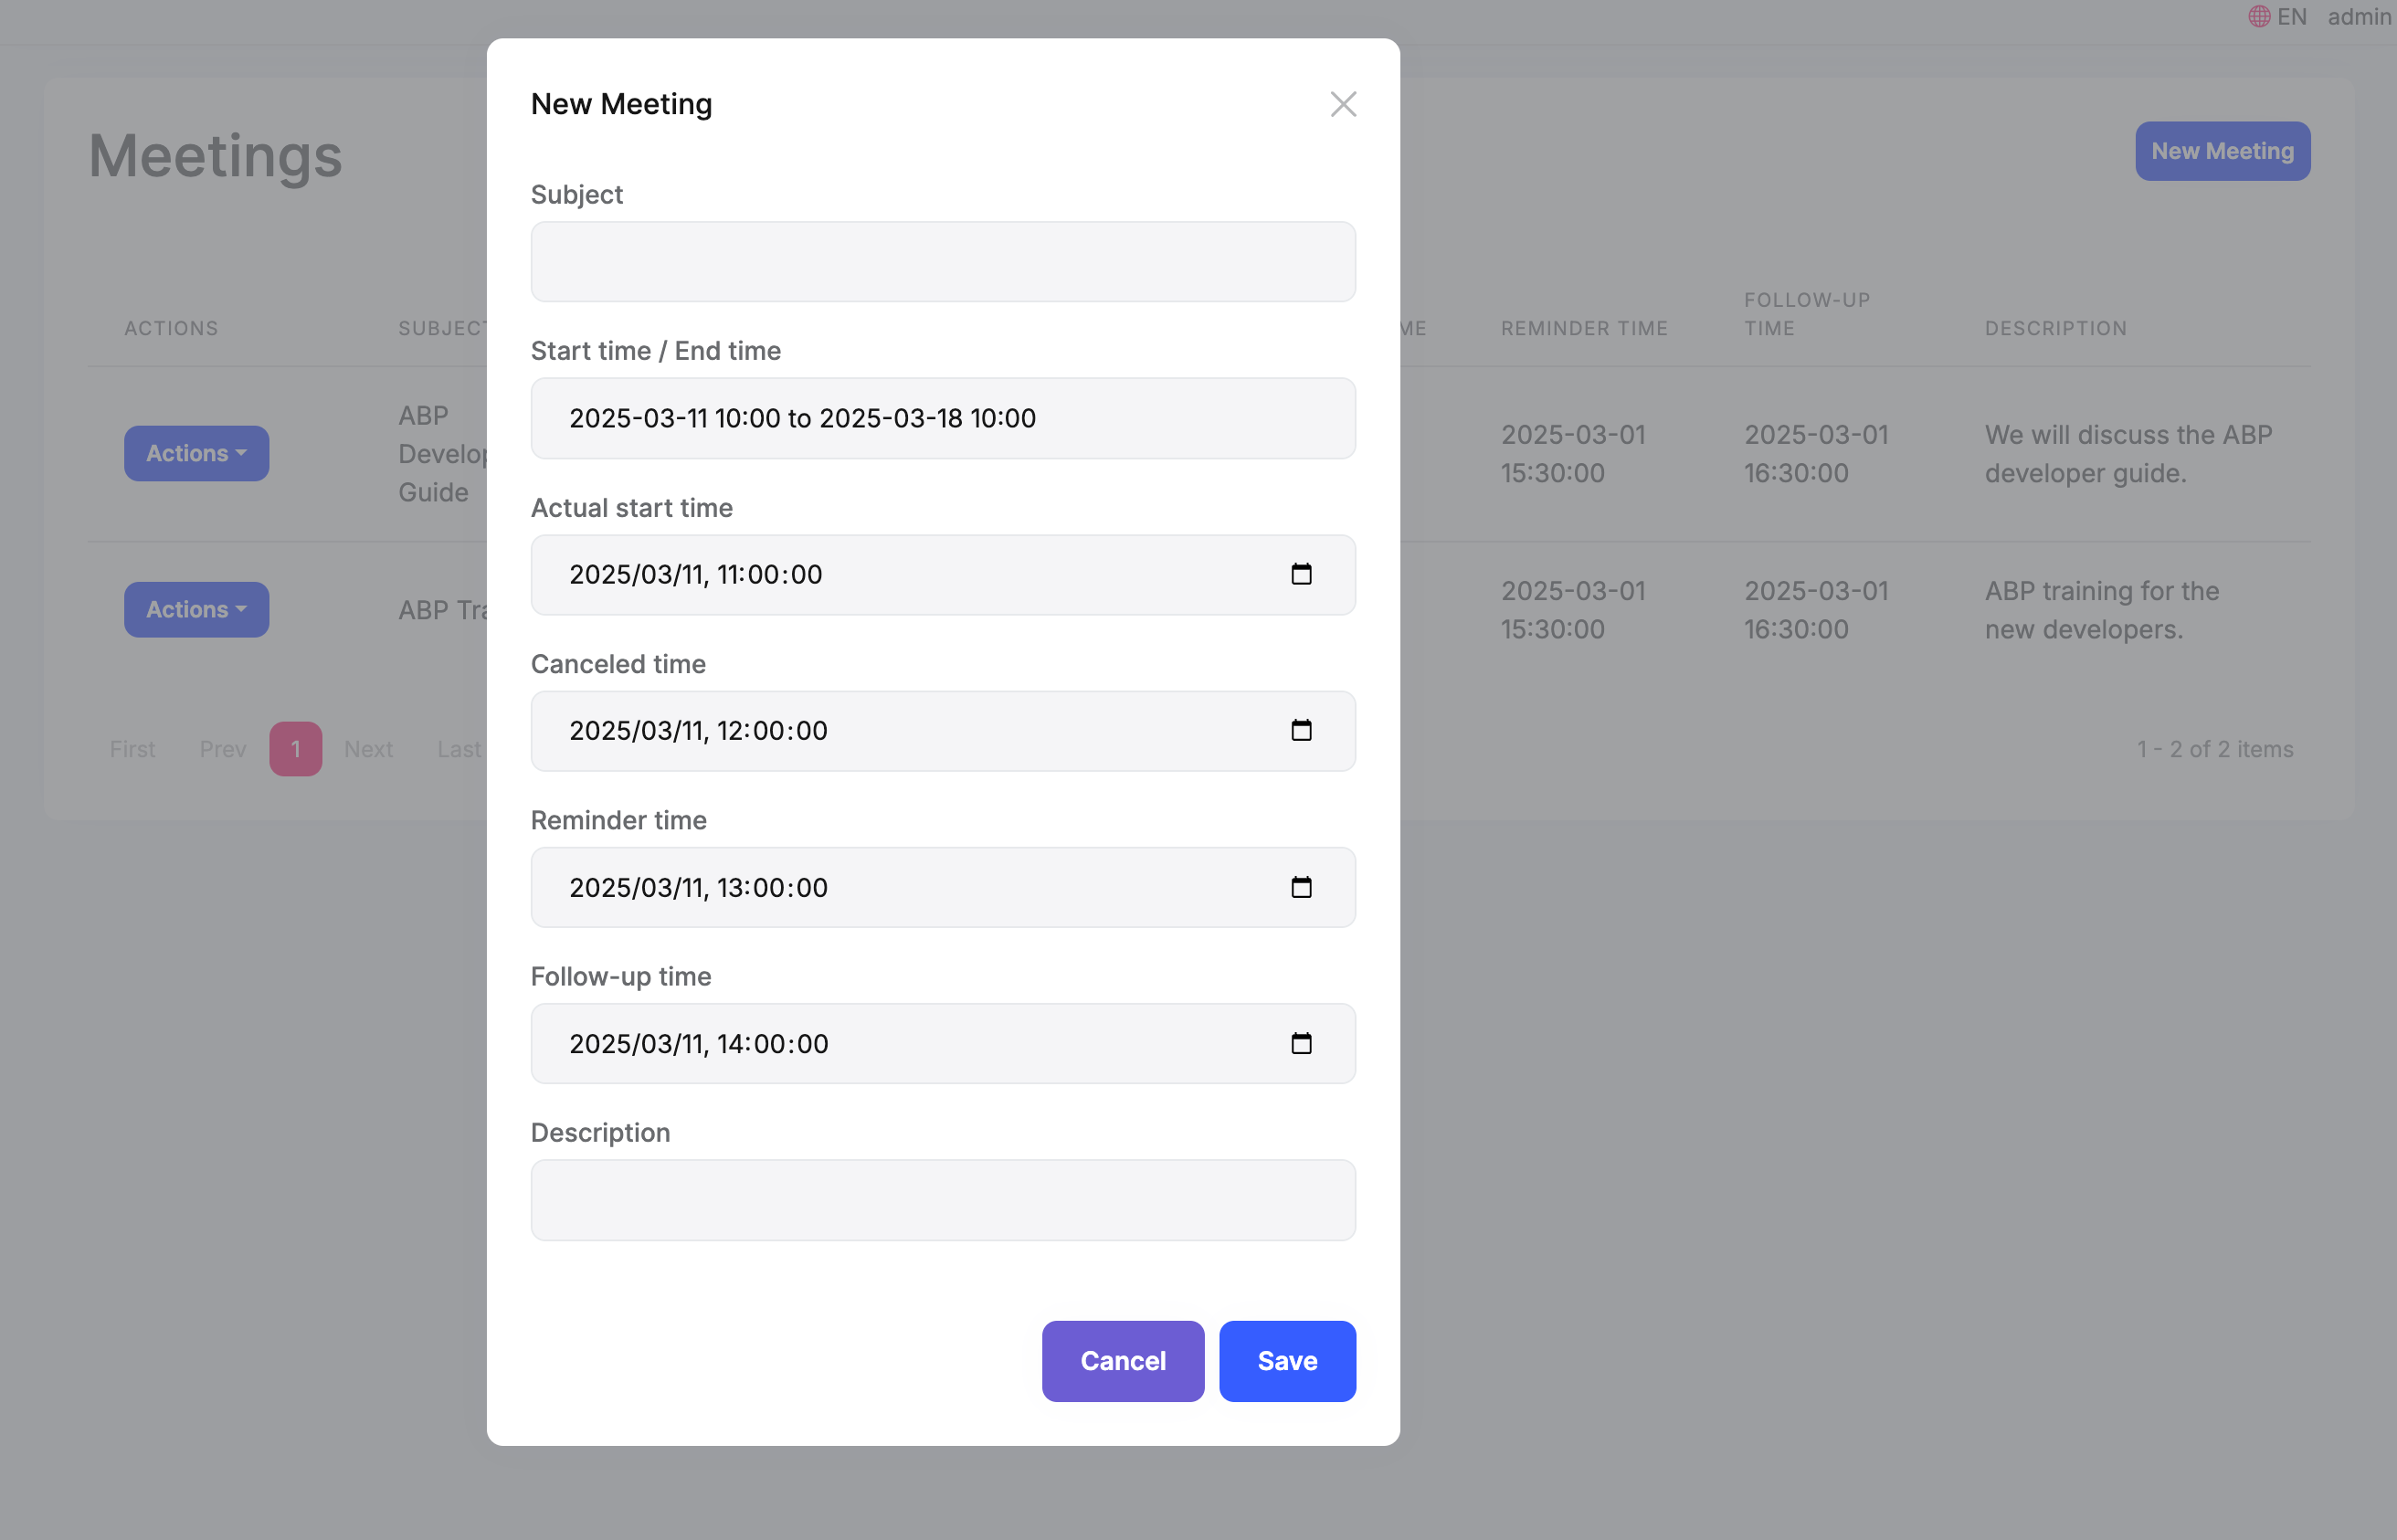 EN admin
New Meeting
Meetings
New Meeting
Subject
Start time / End time
2025-03-11 10:00 to 2025-03-18 10:00
Actual start time
2025/03/11, 11:00:00
Canceled time
2025/03/11, 12:00:00
Reminder time
2025/03/11, 13:00:00
Follow-up time
2025/03/11, 14:00:00
Description
Cancel Save
ACTIONS REMINDER TIME FOLLOW-UP
TIME DESCRIPTION
Actions ABP
Guide 2025-03-01
15:30:00 2025-03-01
16:30:00 We will discuss the ABP
developer guide.
Actions ABP 2025-03-01
15:30:00 2025-03-01
16:30:00 ABP training for the
new developers.
First Prev 1 Next Last 1 - 2 of 2 items